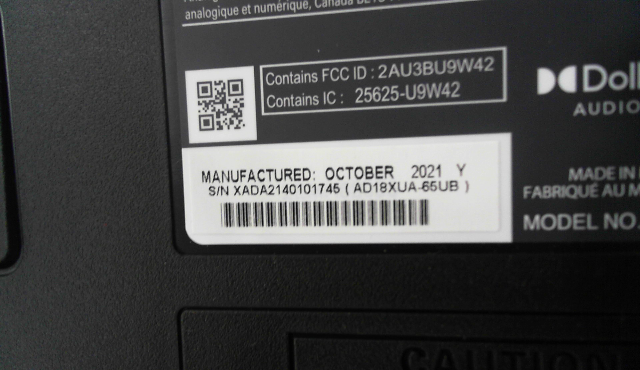 analogique et numérique, Canada
Contains FCC ID : 2AU3BU9W42
Contains IC : 25625-U9W42
AUDIO
MANUFACTURED: OCTOBER 2021 Y
S/N XADA2140101745 ( AD18XUA-65UB )
MADE IN
FABRIQUÉ AU
MODEL NO.
CAUTION